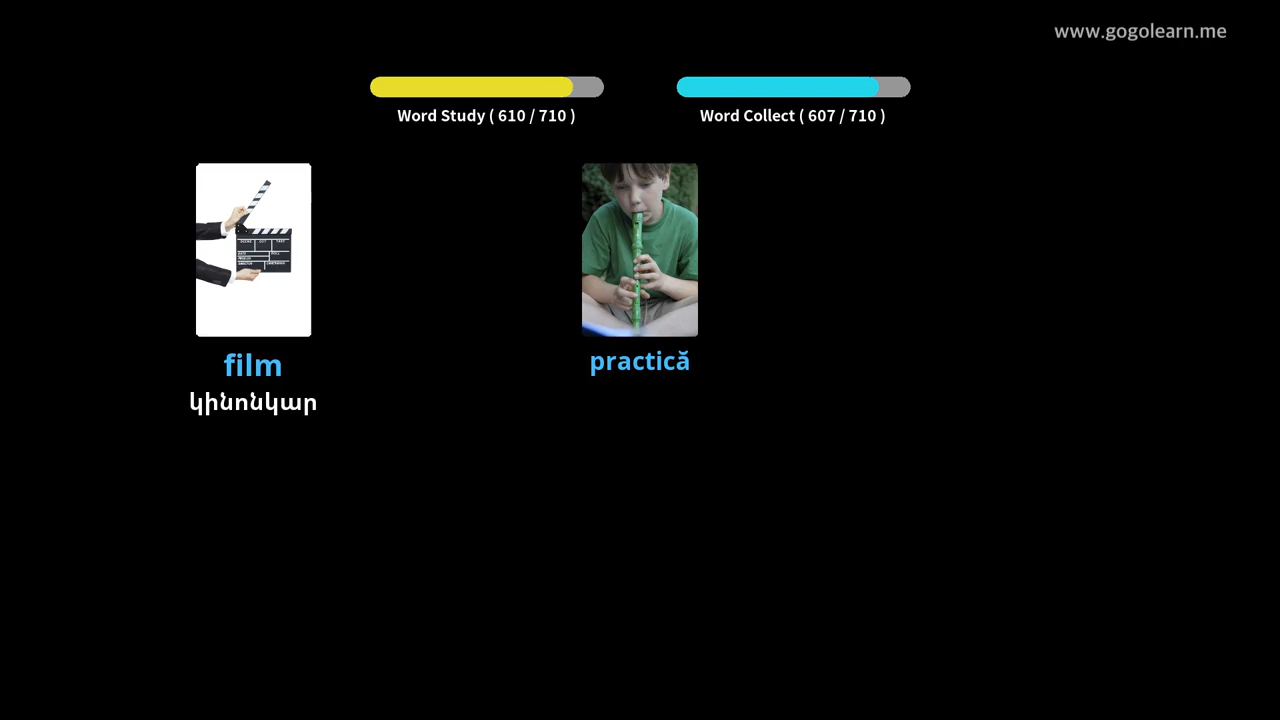 www.gogolearn.me
Word Study ( 610 / 710 )
Word Collect ( 607 / 710 )
film
կինոնկար
practică